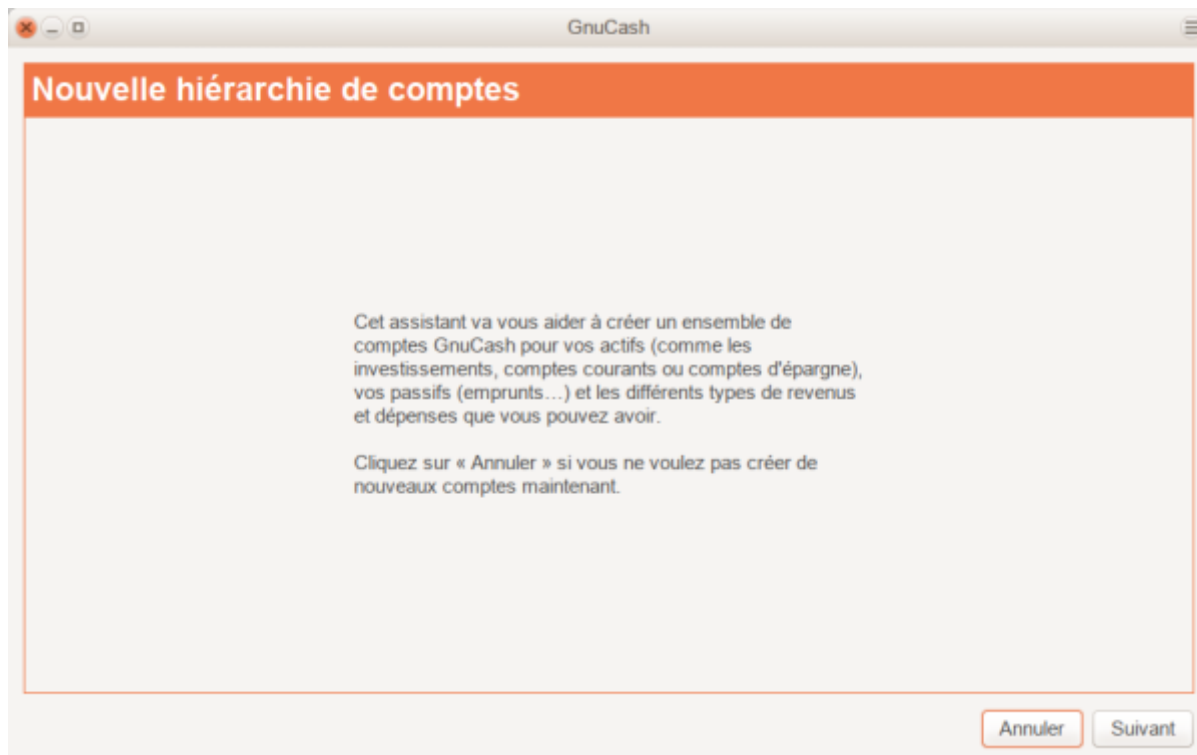 GnuCash
Nouvelle hiérarchie de comptes
Cet assistant va vous aider à créer un ensemble de
comptes GnuCash pour vos actifs (comme les
investissements, comptes courants ou comptes d'épargne),
vos passifs (emprunts…) et les différents types de revenus
et dépenses que vous pouvez avoir.
Cliquez sur « Annuler » si vous ne voulez pas créer de
nouveaux comptes maintenant.
Annuler Suivant